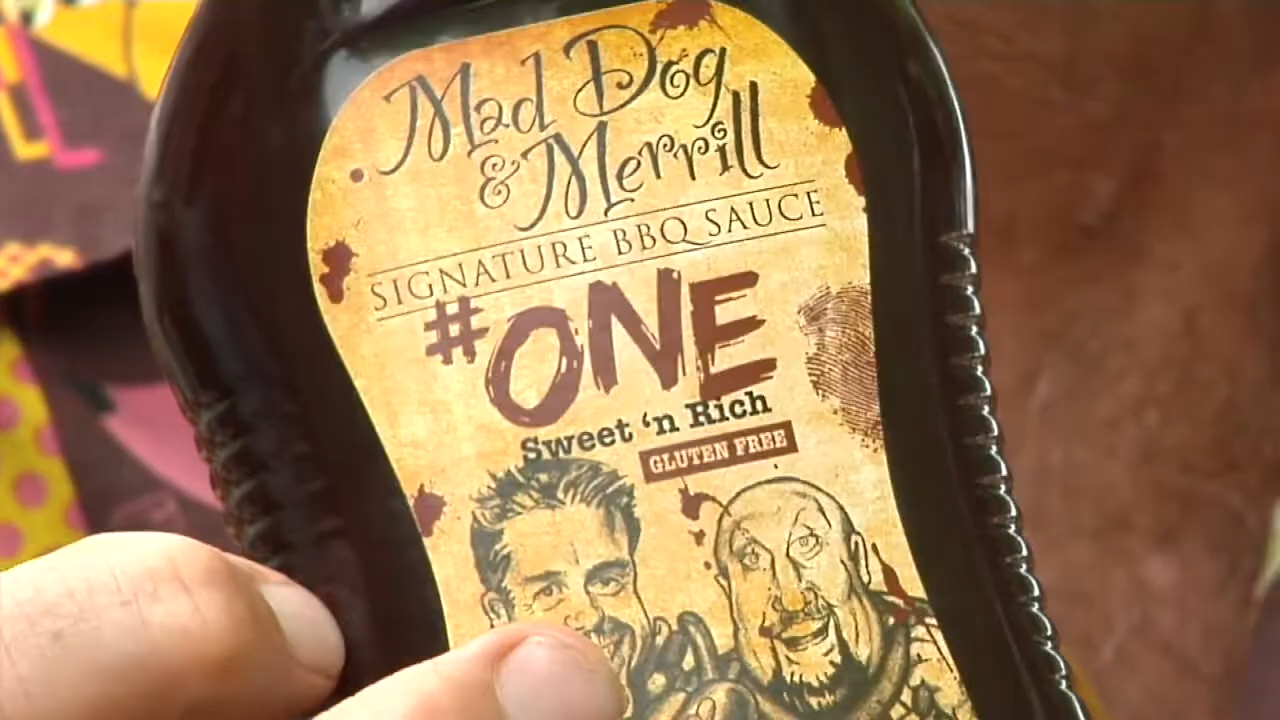 Mad Dog
& Merrill
SIGNATURE BBQ SAUCE
#ONE
Sweet 'n Rich
GLUTEN FREE